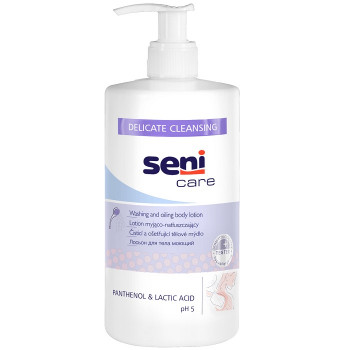 DELICATE CLEANSING
seni
care
Washing and oiling body lotion
Lotion myjąco-natłuszczający
Čisticí a ošetřující tělové mýdlo
Лосьон для тела моющий
PANTHENOL & LACTIC ACID
pH 5